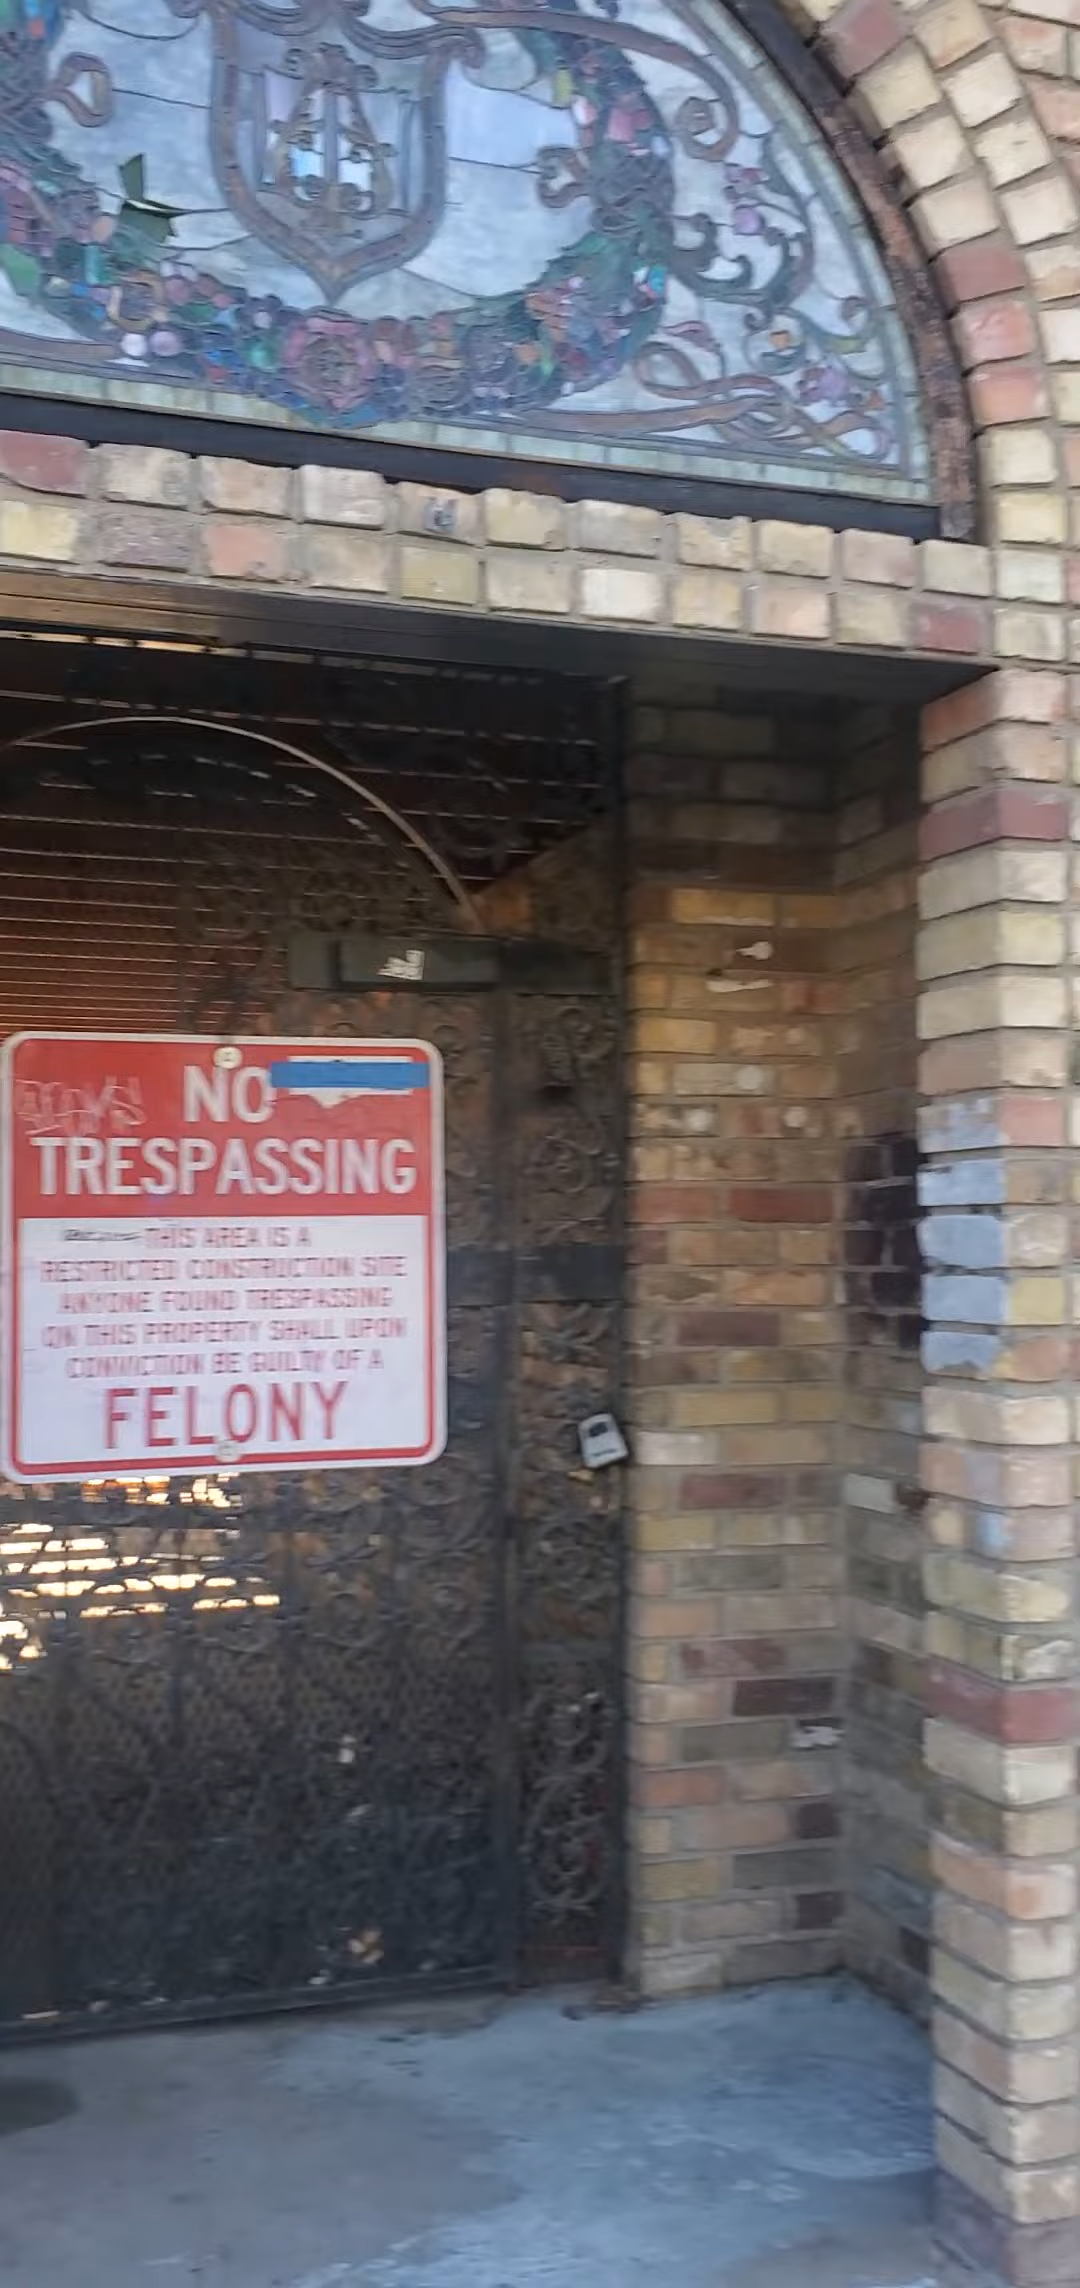 NO
TRESPASSING
THIS AREA IS A
RESTRICTED CONSTRUCTION SITE
ANYONE FOUND TRESPASSING
ON THIS PROPERTY SHALL UPON
CONVICTION BE GUILTY OF A
FELONY